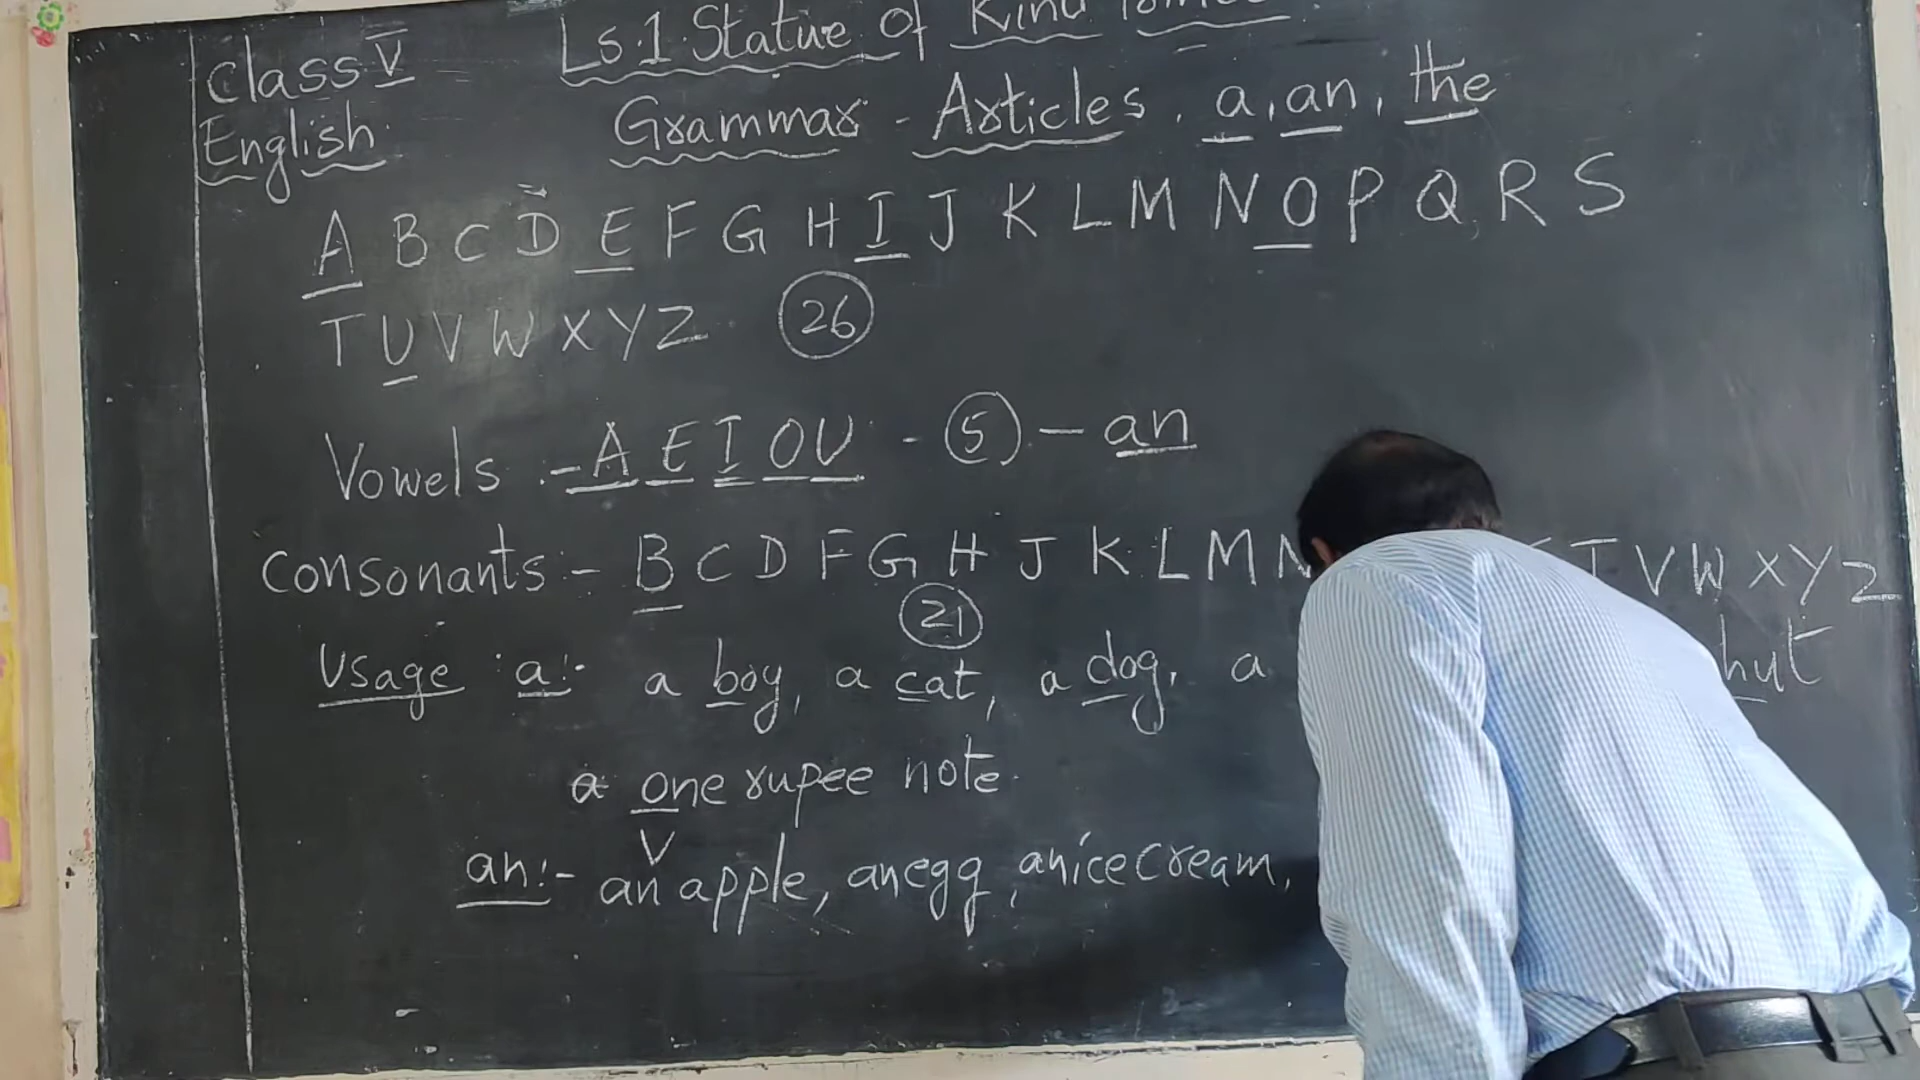 Class V
English
Ls.1. Statue of Kind
Grammar - Articles. a, an, the
A B C D E F G H I J K L M N O P Q R S
T U V W X Y Z 26
Vowels :- A E I O U - 5 - an
Consonants :- B C D F G H J K L M N T V W X Y Z
21
Usage a:- a boy, a cat, a dog, a hut
a one rupee note
V
an:- an apple, an egg, an ice cream,